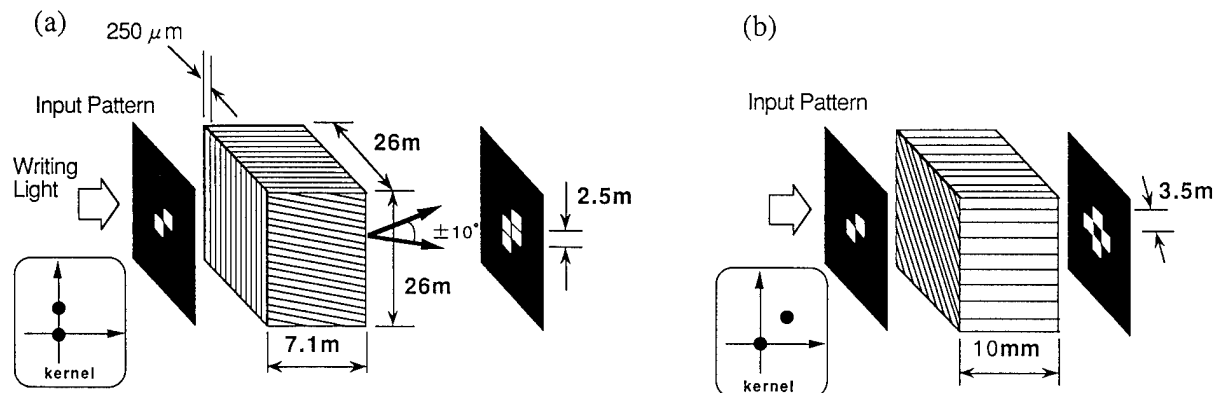 (a)
250 μm
Input Pattern
Writing
Light
26m
2.5m
±10°
26m
7.1m
kernel
(b)
Input Pattern
3.5m
10mm
kernel